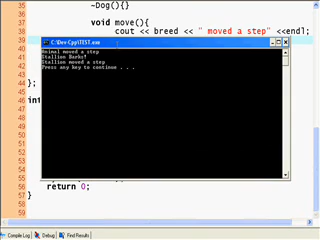 35 ~Dog(){}
36
37 void move(){
38 cout << breed << " moved a step" <<endl;
39
C:\Dev-Cpp\TEST.exe
40 Animal moved a step
41 Stallion Barks!
Stallion moved a step
42 Press any key to continue . . .
43
44 };
45
46 int
47
48
49
50
51
52
53
54
55
56 return 0;
57 }
58
59
Compile Log Debug Find Results